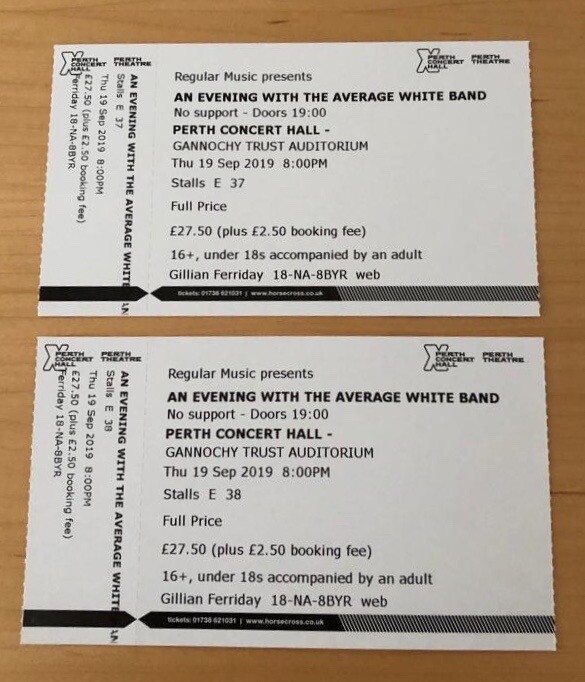 PERTH CONCERT HALL
PERTH THEATRE
AN EVENING WITH THE AVERAGE WHITE
Stalls E 37
Thu 19 Sep 2019 8:00PM
£27.50 (plus £2.50 booking fee)
Ferriday 18-NA-8BYR
PERTH CONCERT HALL
PERTH THEATRE
Regular Music presents
AN EVENING WITH THE AVERAGE WHITE BAND
No support - Doors 19:00
PERTH CONCERT HALL -
GANNOCHY TRUST AUDITORIUM
Thu 19 Sep 2019 8:00PM
Stalls E 37
Full Price
£27.50 (plus £2.50 booking fee)
16+, under 18s accompanied by an adult
Gillian Ferriday 18-NA-8BYR web
tickets: 01738 621031 | www.horsecross.co.uk
PERTH CONCERT HALL
PERTH THEATRE
AN EVENING WITH THE AVERAGE WHITE
Stalls E 38
Thu 19 Sep 2019 8:00PM
£27.50 (plus £2.50 booking fee)
Ferriday 18-NA-8BYR
PERTH CONCERT HALL
PERTH THEATRE
Regular Music presents
AN EVENING WITH THE AVERAGE WHITE BAND
No support - Doors 19:00
PERTH CONCERT HALL -
GANNOCHY TRUST AUDITORIUM
Thu 19 Sep 2019 8:00PM
Stalls E 38
Full Price
£27.50 (plus £2.50 booking fee)
16+, under 18s accompanied by an adult
Gillian Ferriday 18-NA-8BYR web
tickets: 01738 621031 | www.horsecross.co.uk